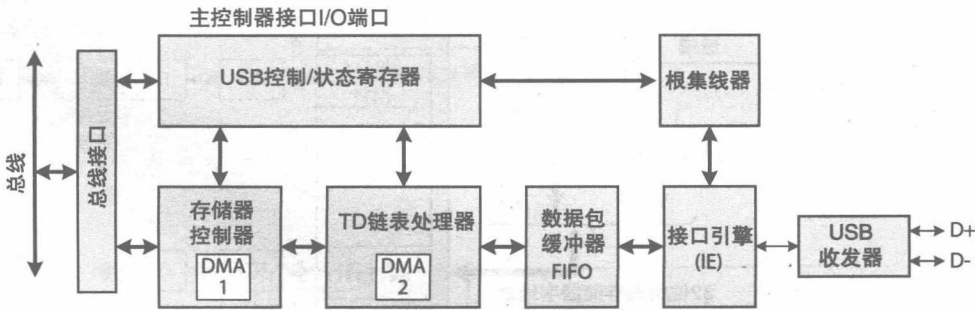 主控制器接口I/O端口
USB控制/状态寄存器
根集线器
总线
总线接口
存储器
控制器
DMA
1
TD链表处理器
DMA
2
数据包
缓冲器
FIFO
接口引擎
(IE)
USB
收发器
D+
D-